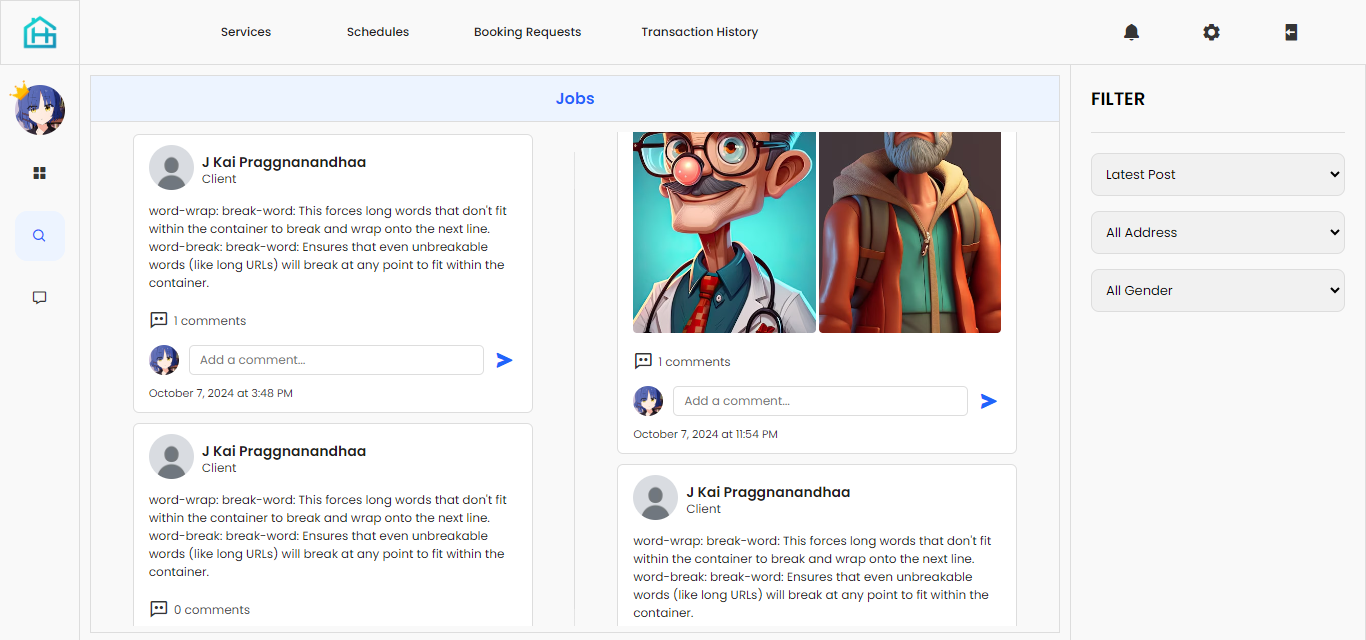 Services
Schedules
Booking Requests
Transaction History
Jobs
J Kai Praggnanandhaa
Client
word-wrap: break-word: This forces long words that don't fit
within the container to break and wrap onto the next line.
word-break: break-word: Ensures that even unbreakable
words (like long URLs) will break at any point to fit within the
container.
1 comments
Add a comment...
October 7, 2024 at 3:48 PM
J Kai Praggnanandhaa
Client
word-wrap: break-word: This forces long words that don't fit
within the container to break and wrap onto the next line.
word-break: break-word: Ensures that even unbreakable
words (like long URLs) will break at any point to fit within the
container.
0 comments
1 comments
Add a comment...
October 7, 2024 at 11:54 PM
J Kai Praggnanandhaa
Client
word-wrap: break-word: This forces long words that don't fit
within the container to break and wrap onto the next line.
word-break: break-word: Ensures that even unbreakable
words (like long URLs) will break at any point to fit within the
container.
FILTER
Latest Post
All Address
All Gender